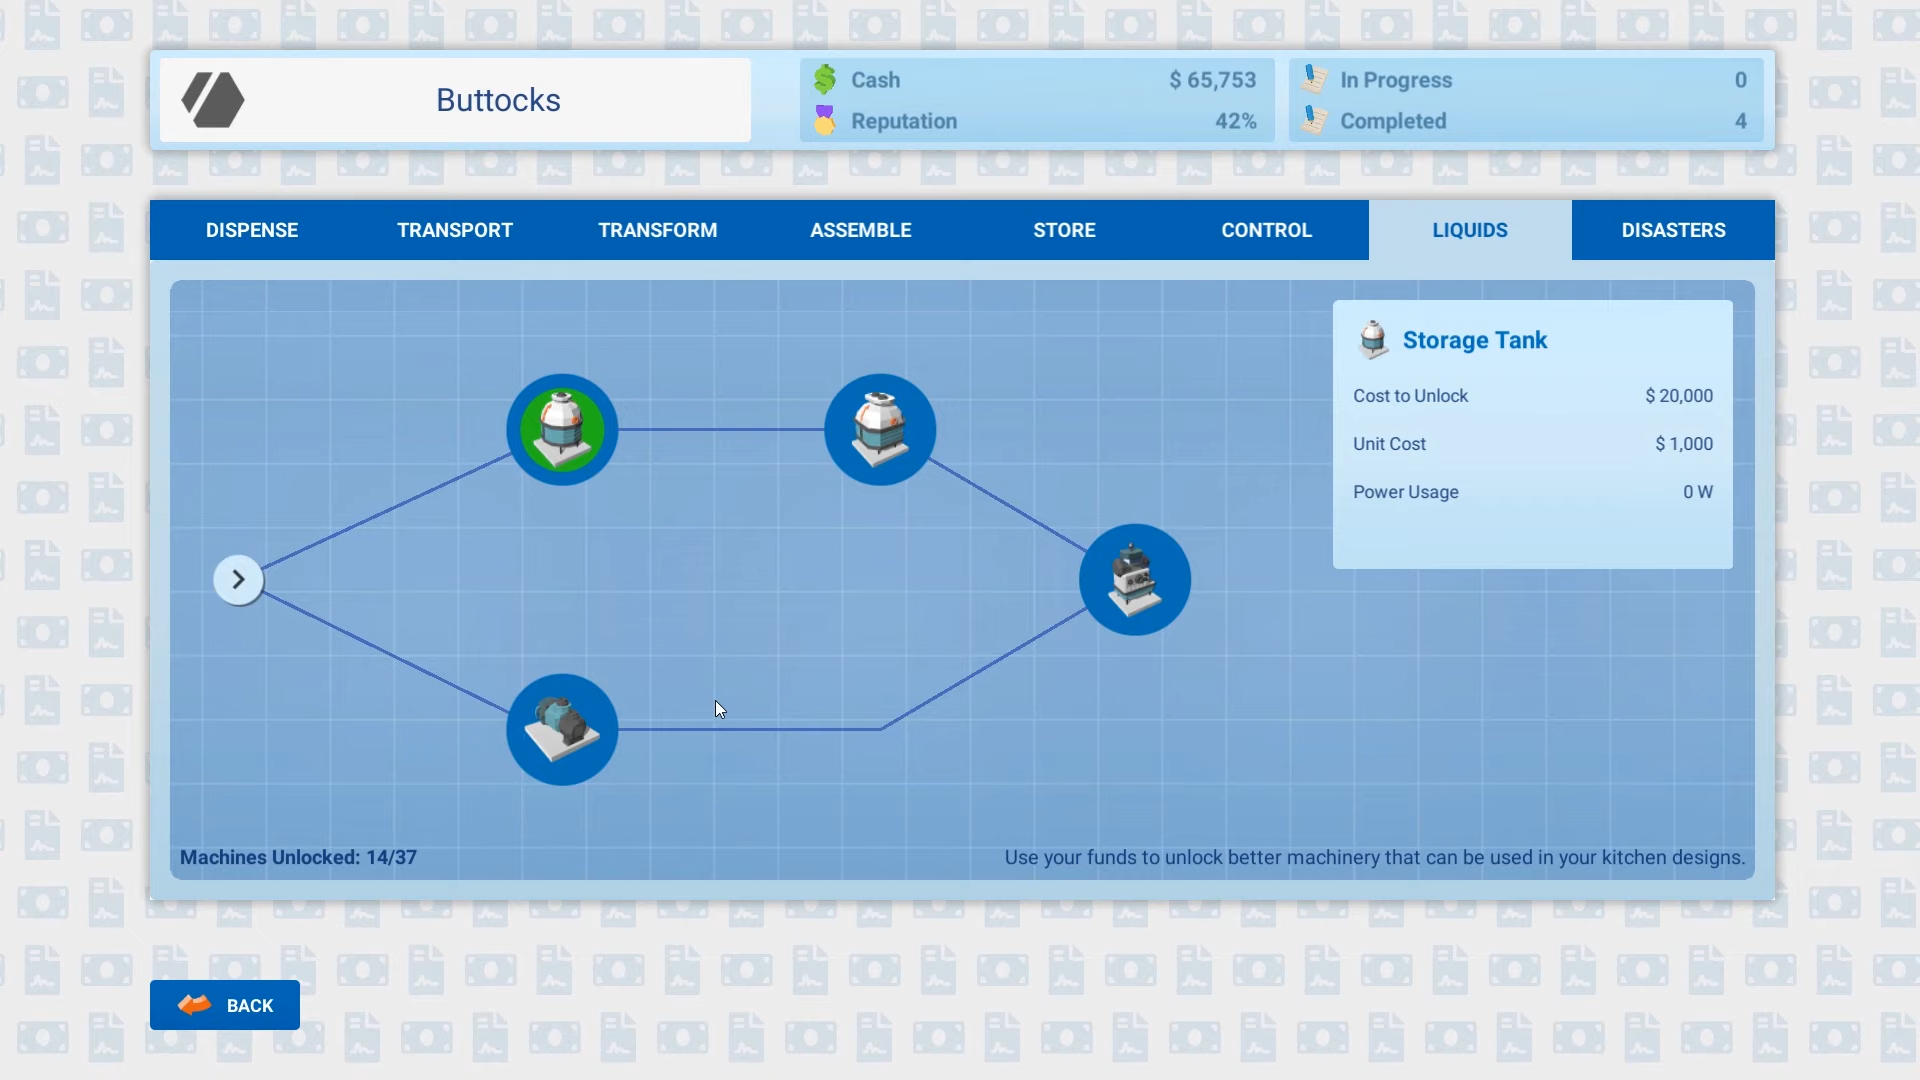 Buttocks
Cash $ 65,753
Reputation 42%
In Progress 0
Completed 4
DISPENSE TRANSPORT TRANSFORM ASSEMBLE STORE CONTROL LIQUIDS DISASTERS
Storage Tank
Cost to Unlock $ 20,000
Unit Cost $ 1,000
Power Usage 0 W
Machines Unlocked: 14/37
Use your funds to unlock better machinery that can be used in your kitchen designs.
BACK